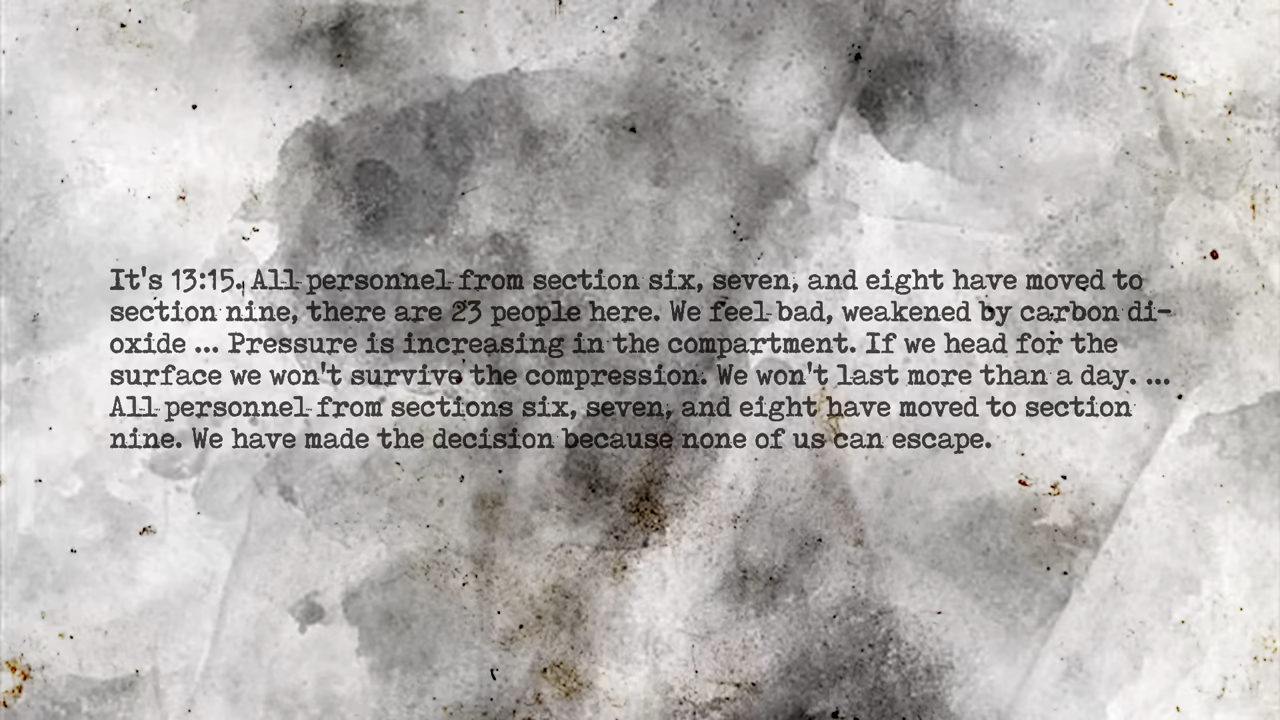 It's 13:15. All personnel from section six, seven, and eight have moved to
section nine, there are 23 people here. We feel bad, weakened by carbon di-
oxide ... Pressure is increasing in the compartment. If we head for the
surface we won't survive the compression. We won't last more than a day. ...
All personnel from sections six, seven, and eight have moved to section
nine. We have made the decision because none of us can escape.